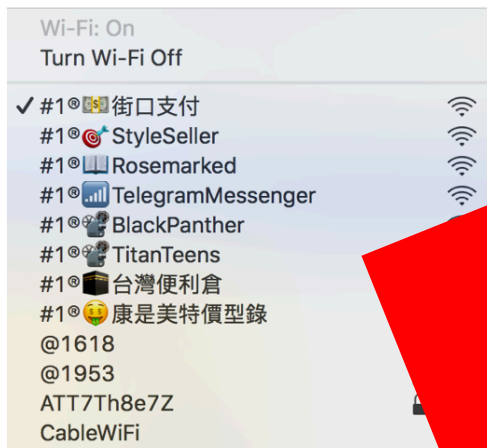 Wi-Fi: On
Turn Wi-Fi Off
✓ #1®💵街口支付
#1®🎯StyleSeller
#1®📖Rosemarked
#1®📶TelegramMessenger
#1®📽BlackPanther
#1®📽TitanTeens
#1®🕋台灣便利倉
#1®🤑康是美特價型錄
@1618
@1953
ATT7Th8e7Z
CableWiFi